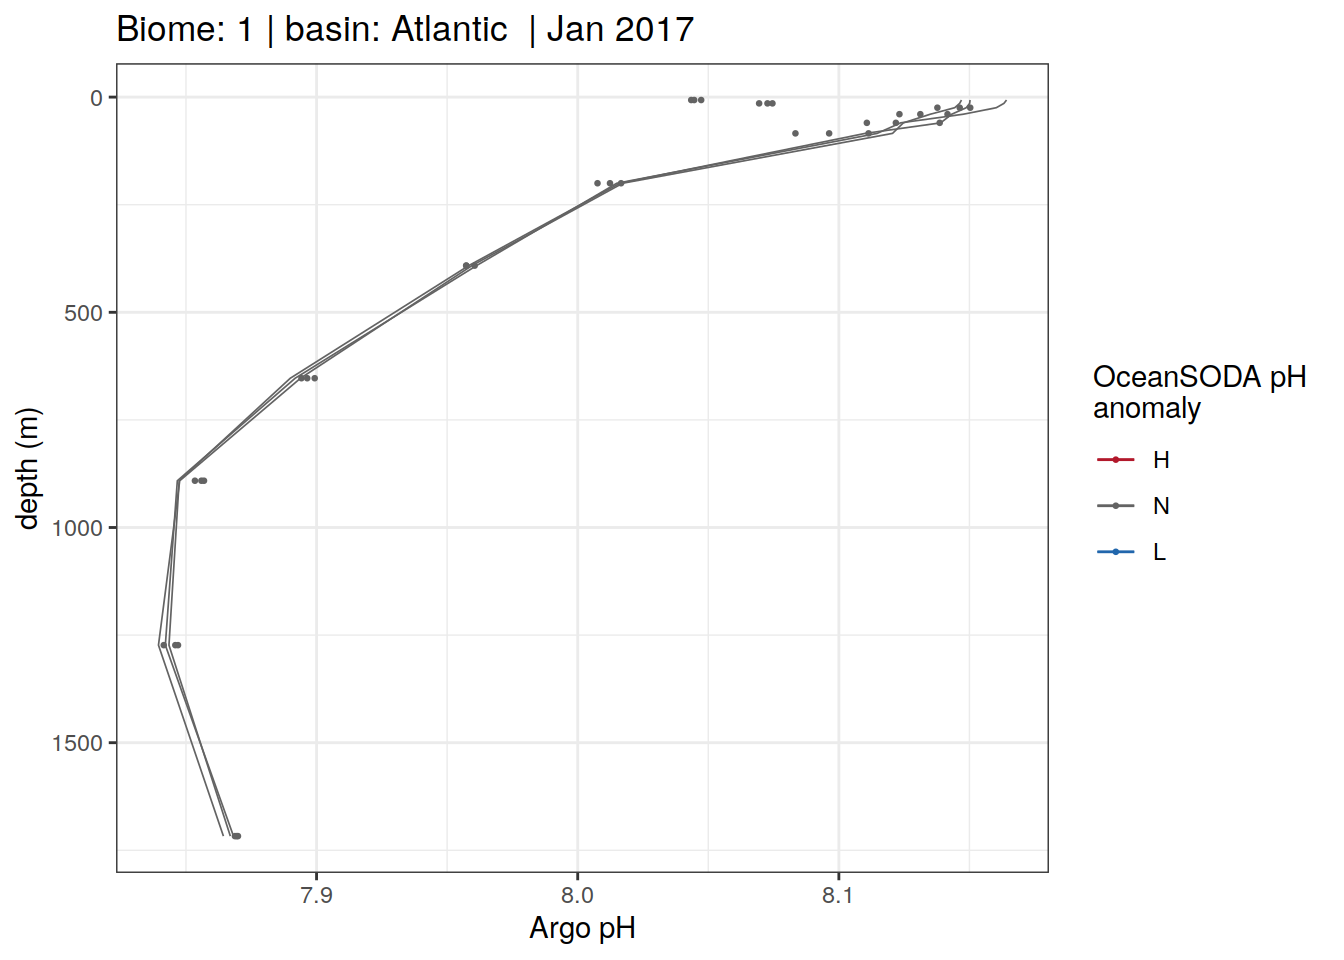 Biome: 1 | basin: Atlantic  | Jan 2017
0
500
1000
1500
depth (m)
7.9
8.0
8.1
Argo pH
OceanSODA pH
anomaly
H
N
L